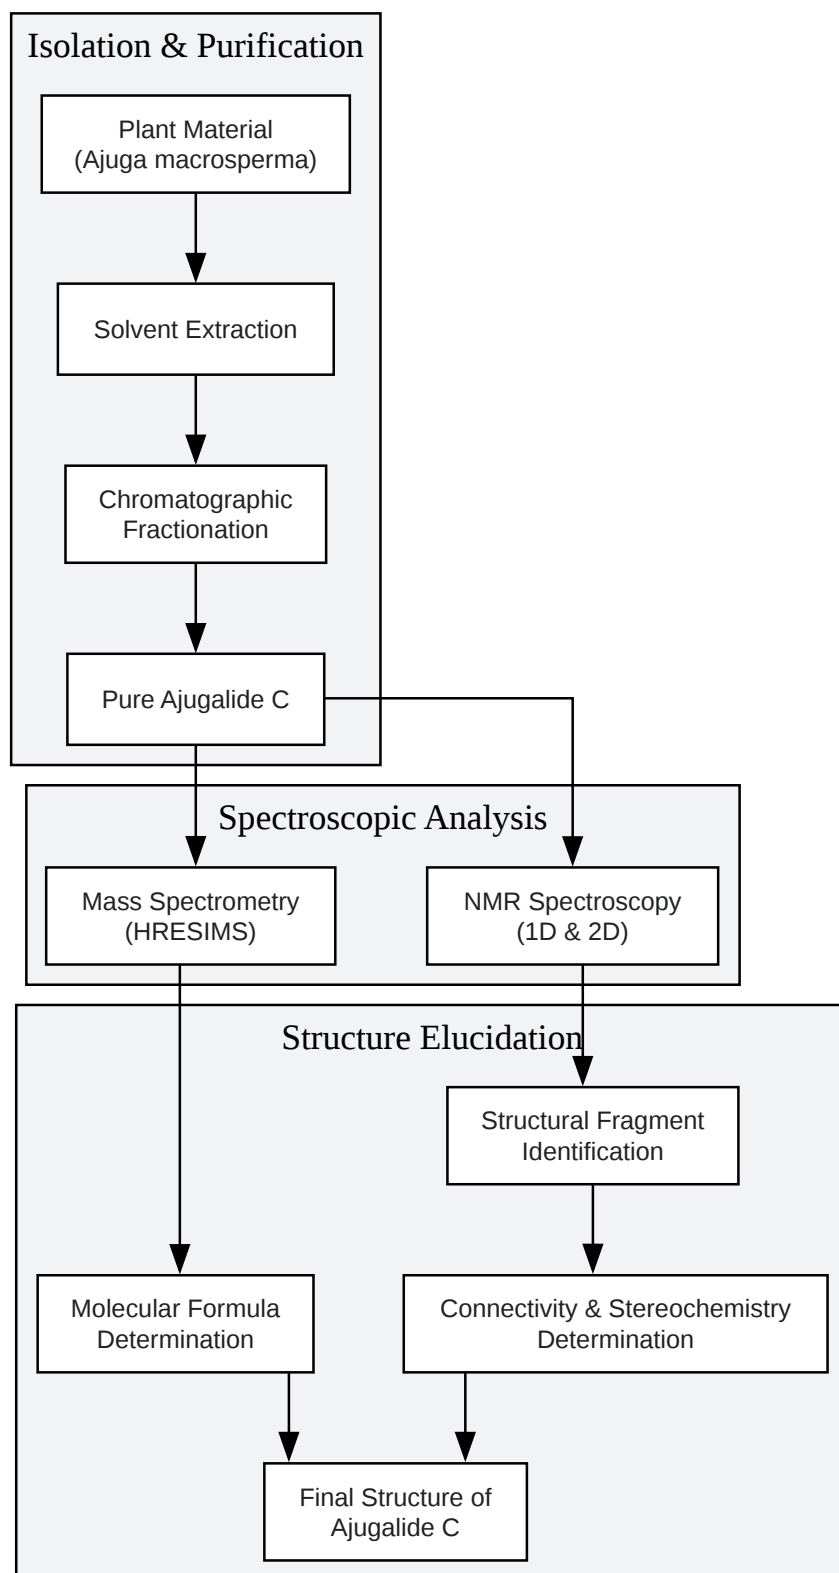 Isolation & Purification
Plant Material
(Ajuga macrosperma)
Solvent Extraction
Chromatographic
Fractionation
Pure Ajugalide C
Spectroscopic Analysis
Mass Spectrometry
(HRESIMS)
NMR Spectroscopy
(1D & 2D)
Structure Elucidation
Structural Fragment
Identification
Molecular Formula
Determination
Connectivity & Stereochemistry
Determination
Final Structure of
Ajugalide C